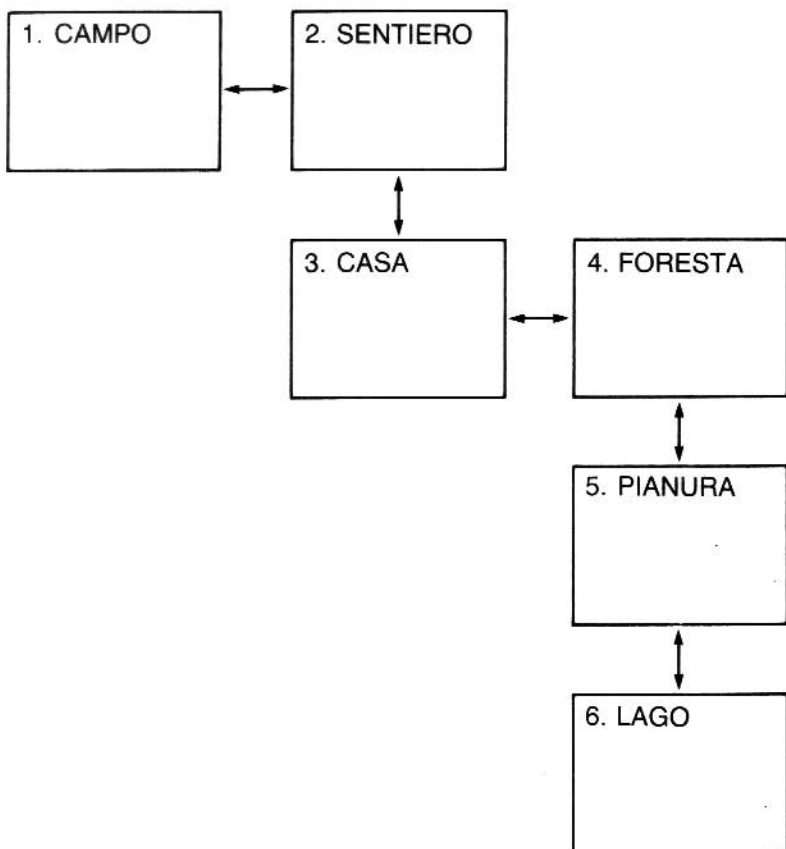 1. CAMPO
2. SENTIERO
3. CASA
4. FORESTA
5. PIANURA
6. LAGO